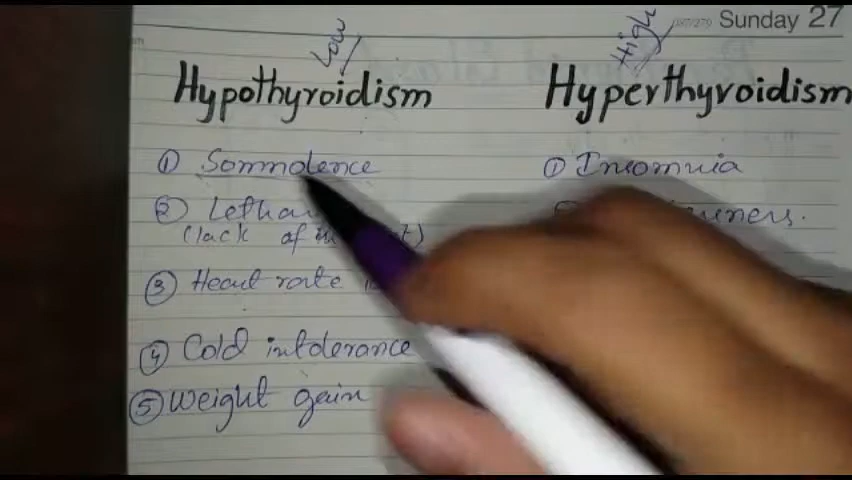 Sunday 27
Low
High
Hypothyroidism
Hyperthyroidism
① Somnolence
① Insomnia
② Lethar
(lack of in
③ Heart rate
④ Cold intolerance
⑤ Weight gain